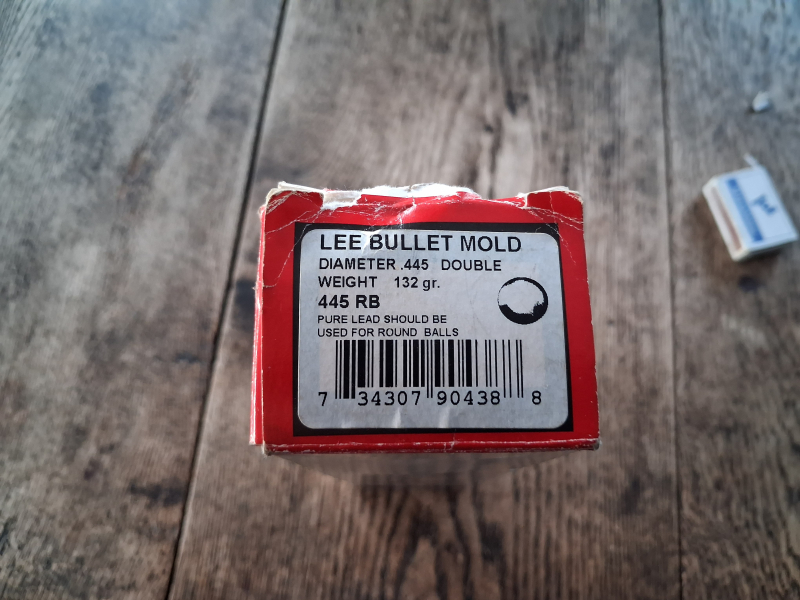 LEE BULLET MOLD
DIAMETER .445 DOUBLE
WEIGHT 132 gr.
445 RB
PURE LEAD SHOULD BE
USED FOR ROUND BALLS
7 34307 90438 8